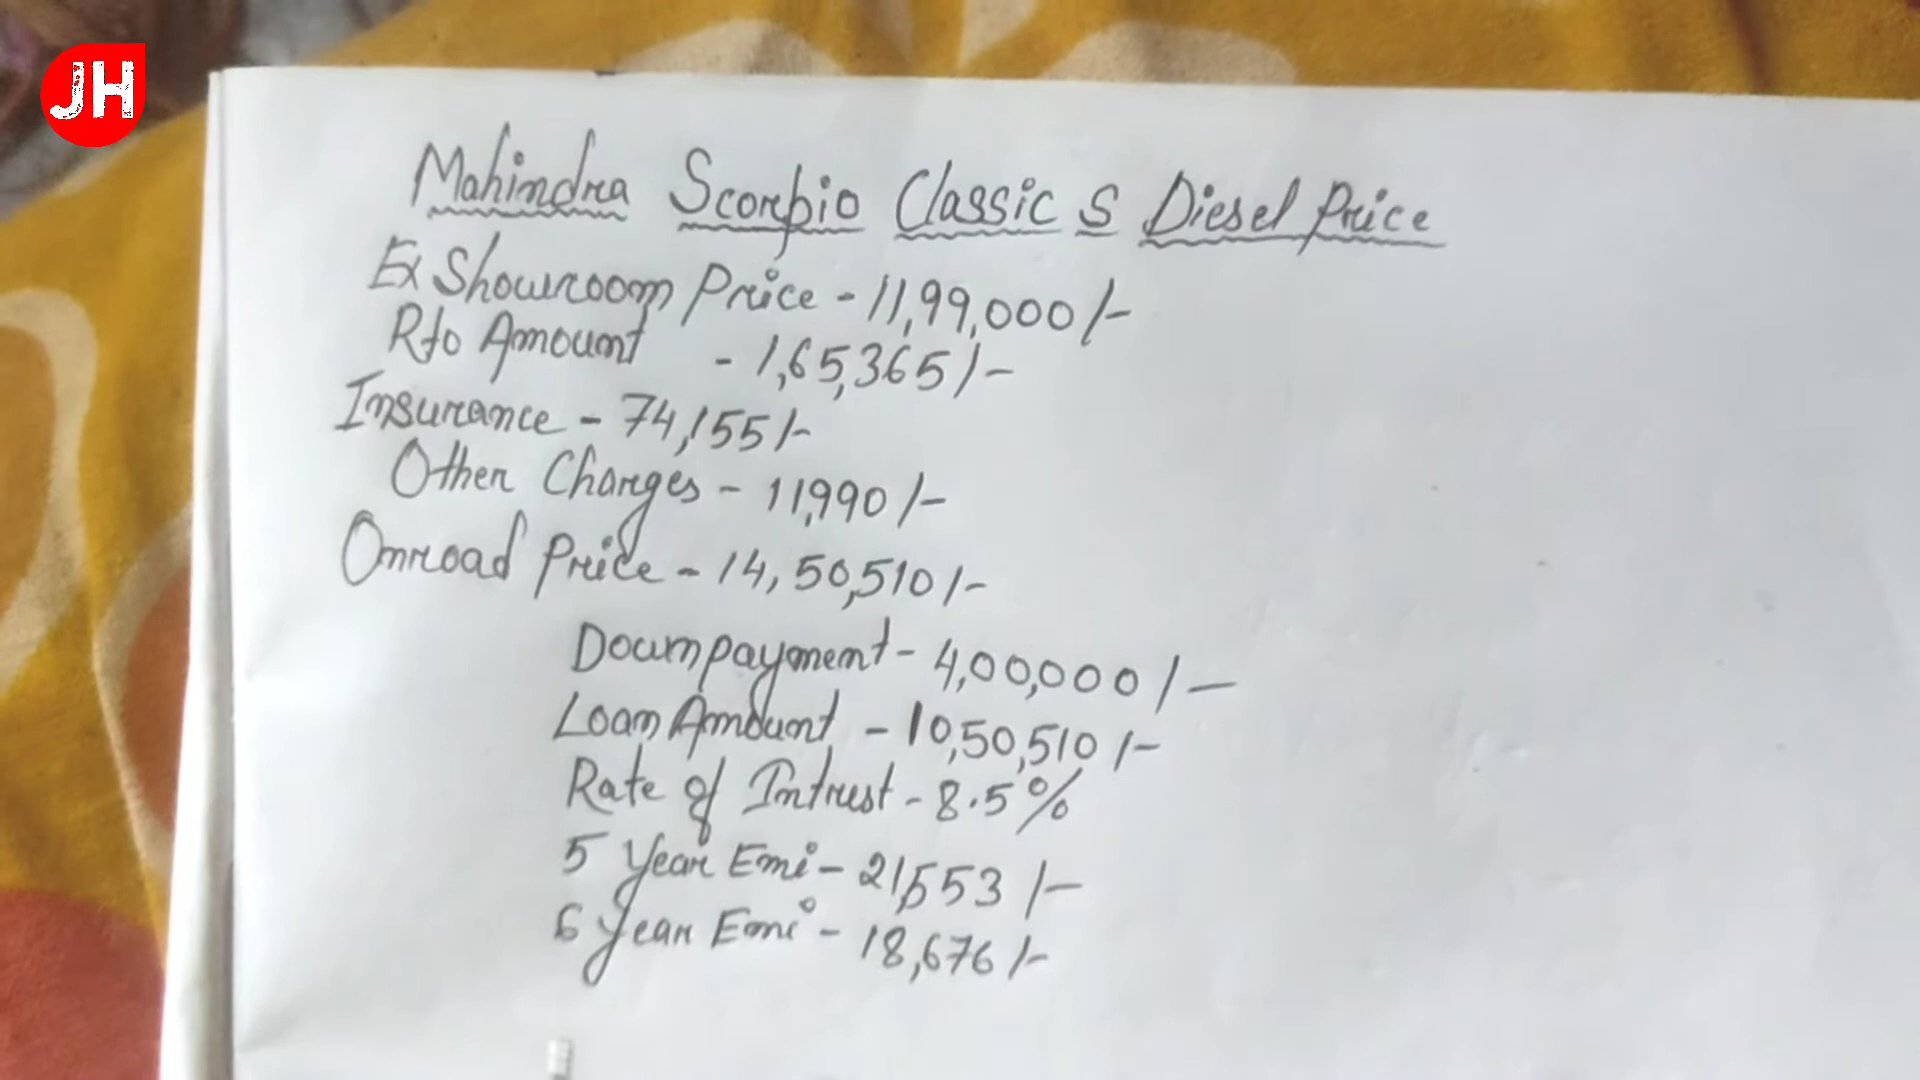 JH
Mahindra Scorpio Classic S Diesel Price
Ex Showroom Price - 11,99,000/-
Rto Amount - 1,65,365/-
Insurance - 74,155/-
Other Charges - 11,990/-
Onroad Price - 14,50,510/-
Downpayment - 4,00,000/-
Loan Amount - 10,50,510/-
Rate of Intrest - 8.5%
5 Year Emi - 21,553/-
6 Year Emi - 18,676/-